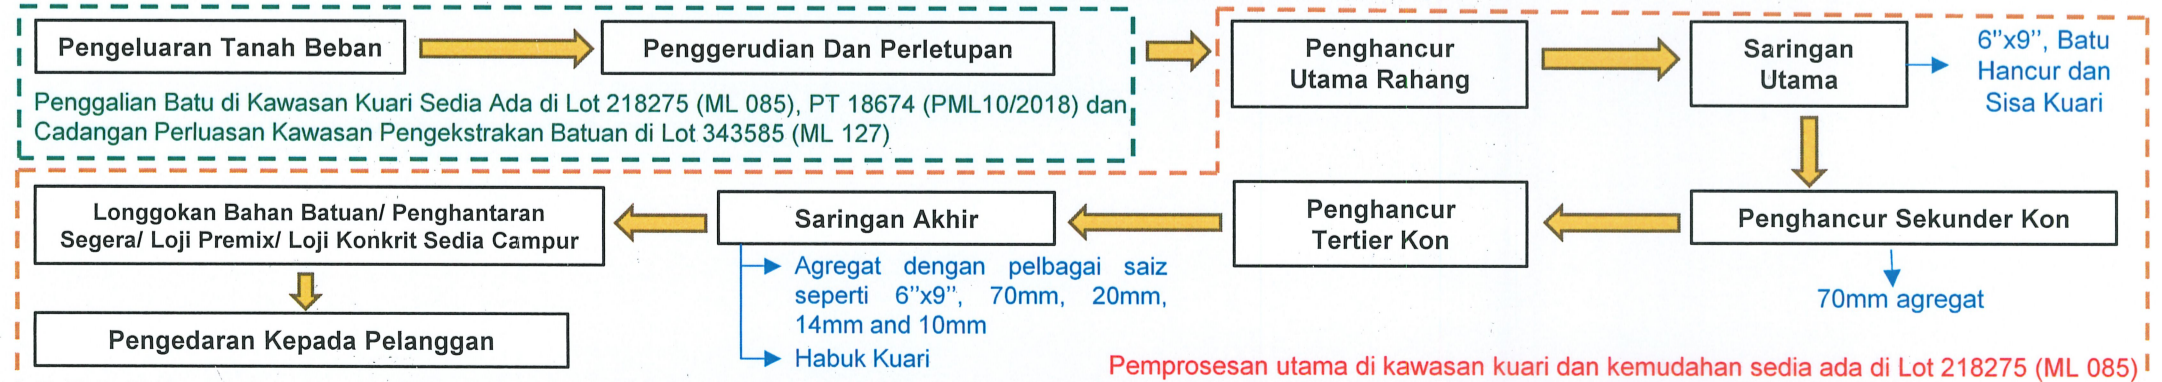 Pengeluaran Tanah Beban
Penggerudian Dan Perletupan
Penggalian Batu di Kawasan Kuari Sedia Ada di Lot 218275 (ML 085), PT 18674 (PML10/2018) dan
Cadangan Perluasan Kawasan Pengekstrakan Batuan di Lot 343585 (ML 127)
Penghancur
Utama Rahang
Saringan
Utama
6”x9”, Batu
Hancur dan
Sisa Kuari
Penghancur Sekunder Kon
70mm agregat
Penghancur
Tertier Kon
Saringan Akhir
Agregat dengan pelbagai saiz
seperti 6”x9”, 70mm, 20mm,
14mm and 10mm
Habuk Kuari
Longgokan Bahan Batuan/ Penghantaran
Segera/ Loji Premix/ Loji Konkrit Sedia Campur
Pengedaran Kepada Pelanggan
Pemprosesan utama di kawasan kuari dan kemudahan sedia ada di Lot 218275 (ML 085)